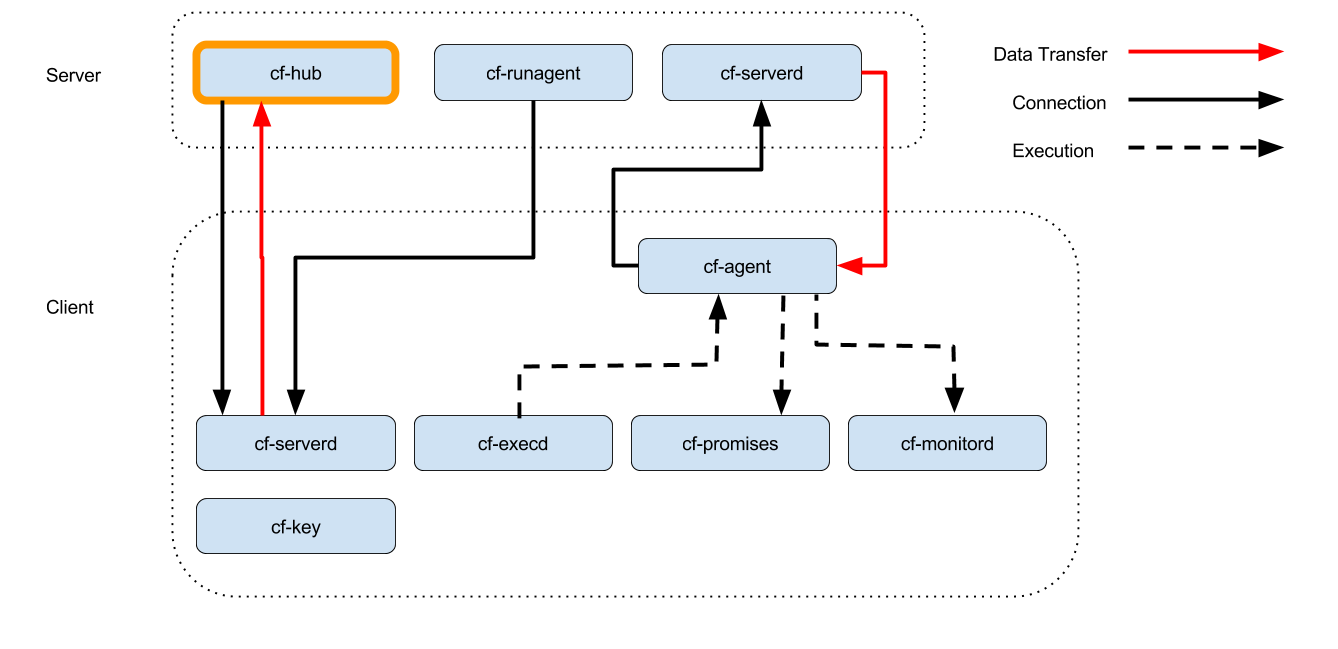 Server
cf-hub
cf-runagent
cf-serverd
Data Transfer
Connection
Execution
Client
cf-agent
cf-serverd
cf-execd
cf-promises
cf-monitord
cf-key